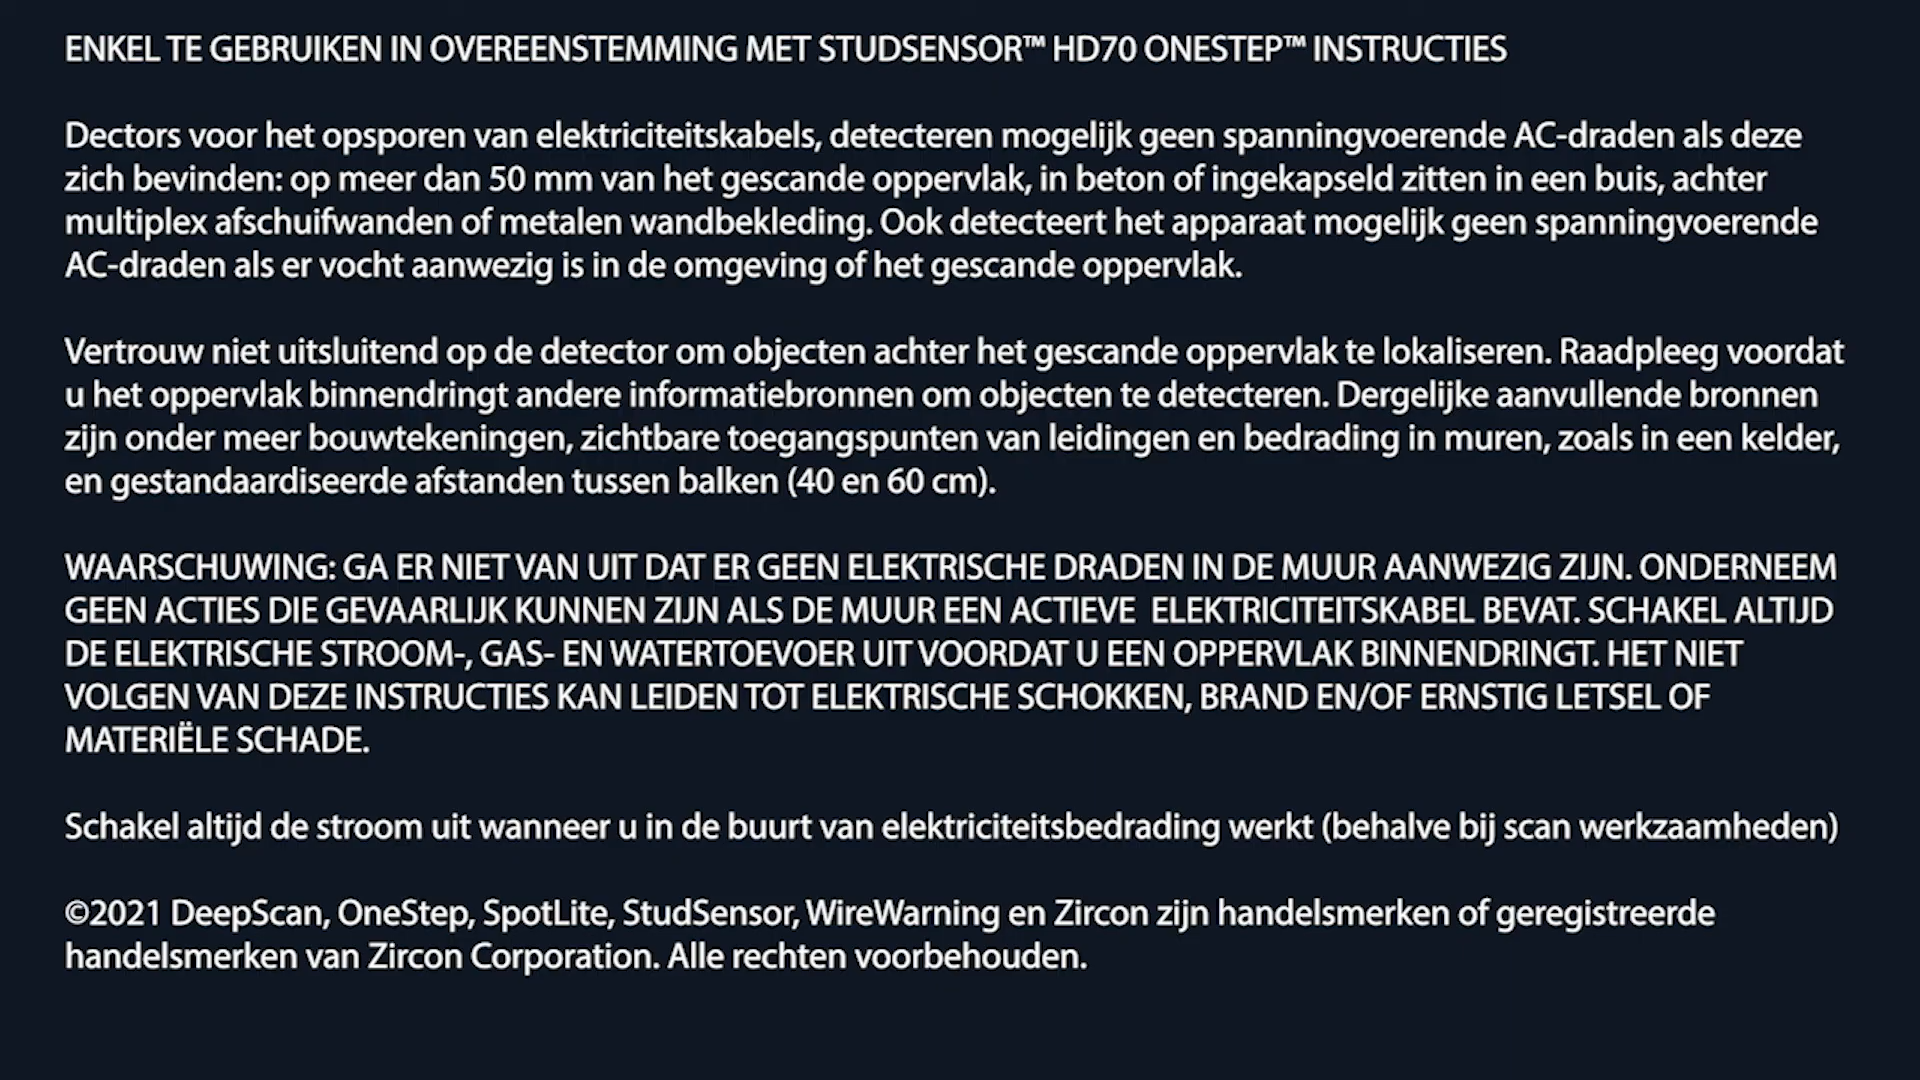 ENKEL TE GEBRUIKEN IN OVEREENSTEMMING MET STUDSENSOR™ HD70 ONESTEP™ INSTRUCTIES
Dectors voor het opsporen van elektriciteitskabels, detecteren mogelijk geen spanningvoerende AC-draden als deze
zich bevinden: op meer dan 50 mm van het gescande oppervlak, in beton of ingekapseld zitten in een buis, achter
multiplex afschuifwanden of metalen wandbekleding. Ook detecteert het apparaat mogelijk geen spanningvoerende
AC-draden als er vocht aanwezig is in de omgeving of het gescande oppervlak.
Vertrouw niet uitsluitend op de detector om objecten achter het gescande oppervlak te lokaliseren. Raadpleeg voordat
u het oppervlak binnendringt andere informatiebronnen om objecten te detecteren. Dergelijke aanvullende bronnen
zijn onder meer bouwtekeningen, zichtbare toegangspunten van leidingen en bedrading in muren, zoals in een kelder,
en gestandaardiseerde afstanden tussen balken (40 en 60 cm).
WAARSCHUWING: GA ER NIET VAN UIT DAT ER GEEN ELEKTRISCHE DRADEN IN DE MUUR AANWEZIG ZIJN. ONDERNEEM
GEEN ACTIES DIE GEVAARLIJK KUNNEN ZIJN ALS DE MUUR EEN ACTIEVE ELEKTRICITEITSKABEL BEVAT. SCHAKEL ALTIJD
DE ELEKTRISCHE STROOM-, GAS- EN WATERTOEVOER UIT VOORDAT U EEN OPPERVLAK BINNENDRINGT. HET NIET
VOLGEN VAN DEZE INSTRUCTIES KAN LEIDEN TOT ELEKTRISCHE SCHOKKEN, BRAND EN/OF ERNSTIG LETSEL OF
MATERIËLE SCHADE.
Schakel altijd de stroom uit wanneer u in de buurt van elektriciteitsbedrading werkt (behalve bij scan werkzaamheden)
©2021 DeepScan, OneStep, SpotLite, StudSensor, WireWarning en Zircon zijn handelsmerken of geregistreerde
handelsmerken van Zircon Corporation. Alle rechten voorbehouden.